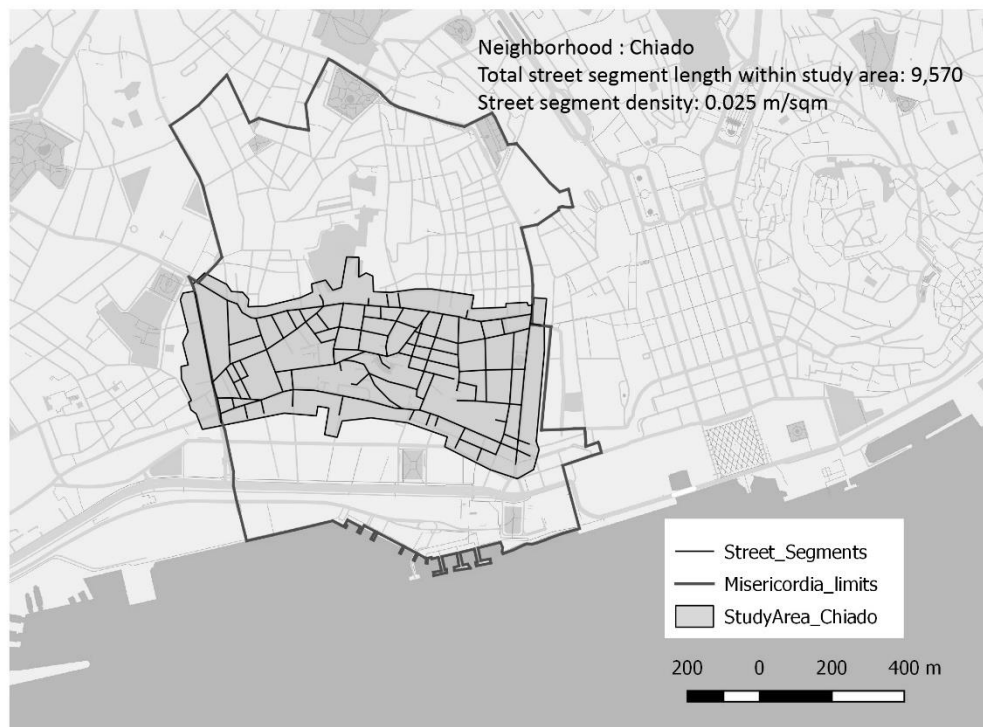 Neighborhood : Chiado
Total street segment length within study area: 9,570
Street segment density: 0.025 m/sqm
Street_Segments
Misericordia_limits
StudyArea_Chiado
200 0 200 400 m